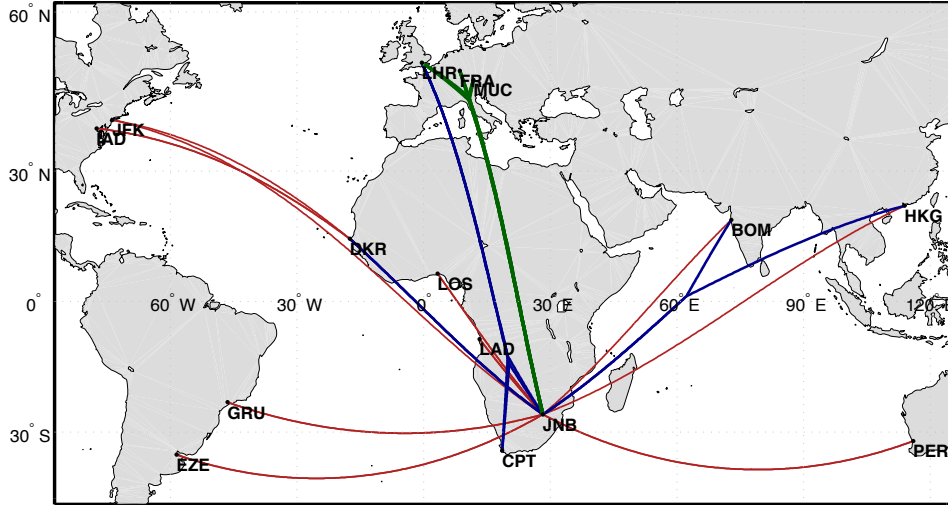 60° N
LHR
FRA
MUC
JFK
IAD
30° N
HKG
BOM
DKR
LOS
0°
60° W
30° W
0°
30° E
60° E
90° E
LAD
GRU
JNB
30° S
PER
EZE
CPT